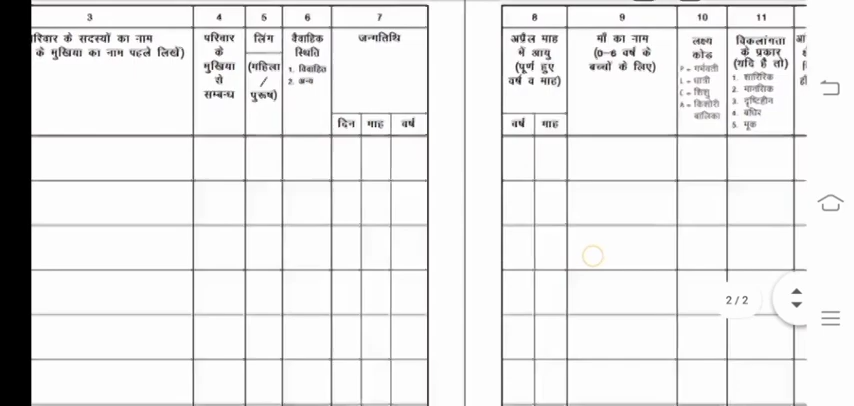 3
रिवार के सदस्यों का नाम
के मुखिया का नाम पहले लिखें)
4
परिवार
के
मुखिया
से
सम्बन्ध
5
लिंग
(महिला
/
पुरूष)
6
वैवाहिक
स्थिति
1. विवाहित
2. अन्य
7
जन्मतिथि
दिन
माह
वर्ष
8
अप्रैल माह
में आयु
(पूर्ण हुए
वर्ष व माह)
वर्ष
माह
9
माँ का नाम
(0-6 वर्ष के
बच्चों के लिए)
10
लक्ष्य
कोड
P = गर्भवती
L = धात्री
C = शिशु
A = किशोरी
बालिका
11
विकलांगता
के प्रकार
(यदि है तो)
1. शारिरिक
2. मानसिक
3. दृष्टिहीन
4. बधिर
5. मूक
2/2